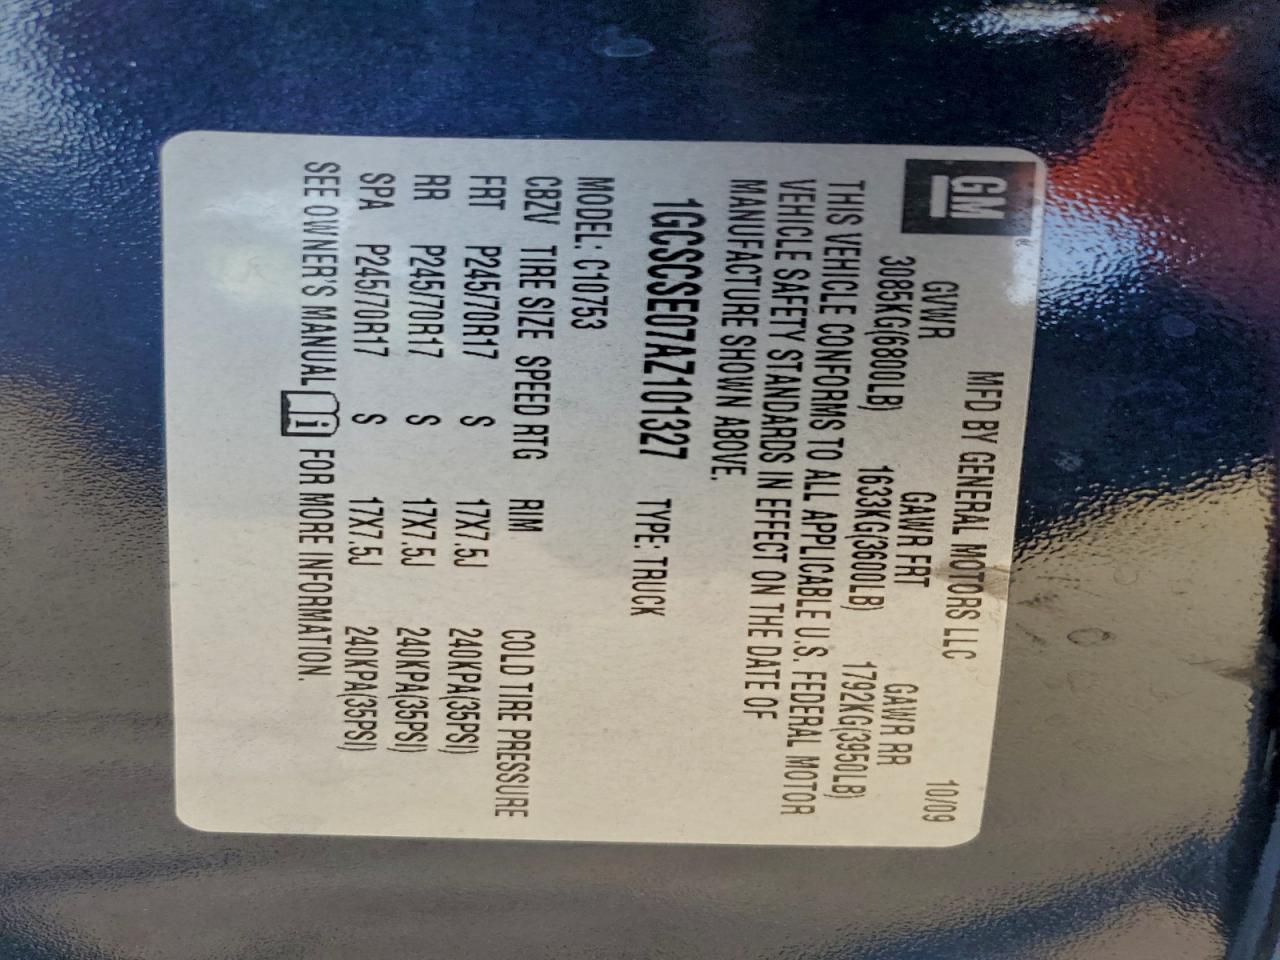 GM®
MFD BY GENERAL MOTORS LLC 10/09
GVWR GAWR FRT GAWR RR
3085KG(6800LB) 1633KG(3600LB) 1792KG(3950LB)
THIS VEHICLE CONFORMS TO ALL APPLICABLE U.S. FEDERAL MOTOR
VEHICLE SAFETY STANDARDS IN EFFECT ON THE DATE OF
MANUFACTURE SHOWN ABOVE.
1GCSCSE07AZ101327 TYPE: TRUCK
MODEL: C10753
CBZV TIRE SIZE SPEED RTG RIM COLD TIRE PRESSURE
FRT P245/70R17 S 17X7.5J 240KPA(35PSI)
RR P245/70R17 S 17X7.5J 240KPA(35PSI)
SPA P245/70R17 S 17X7.5J 240KPA(35PSI)
SEE OWNER'S MANUAL i FOR MORE INFORMATION.